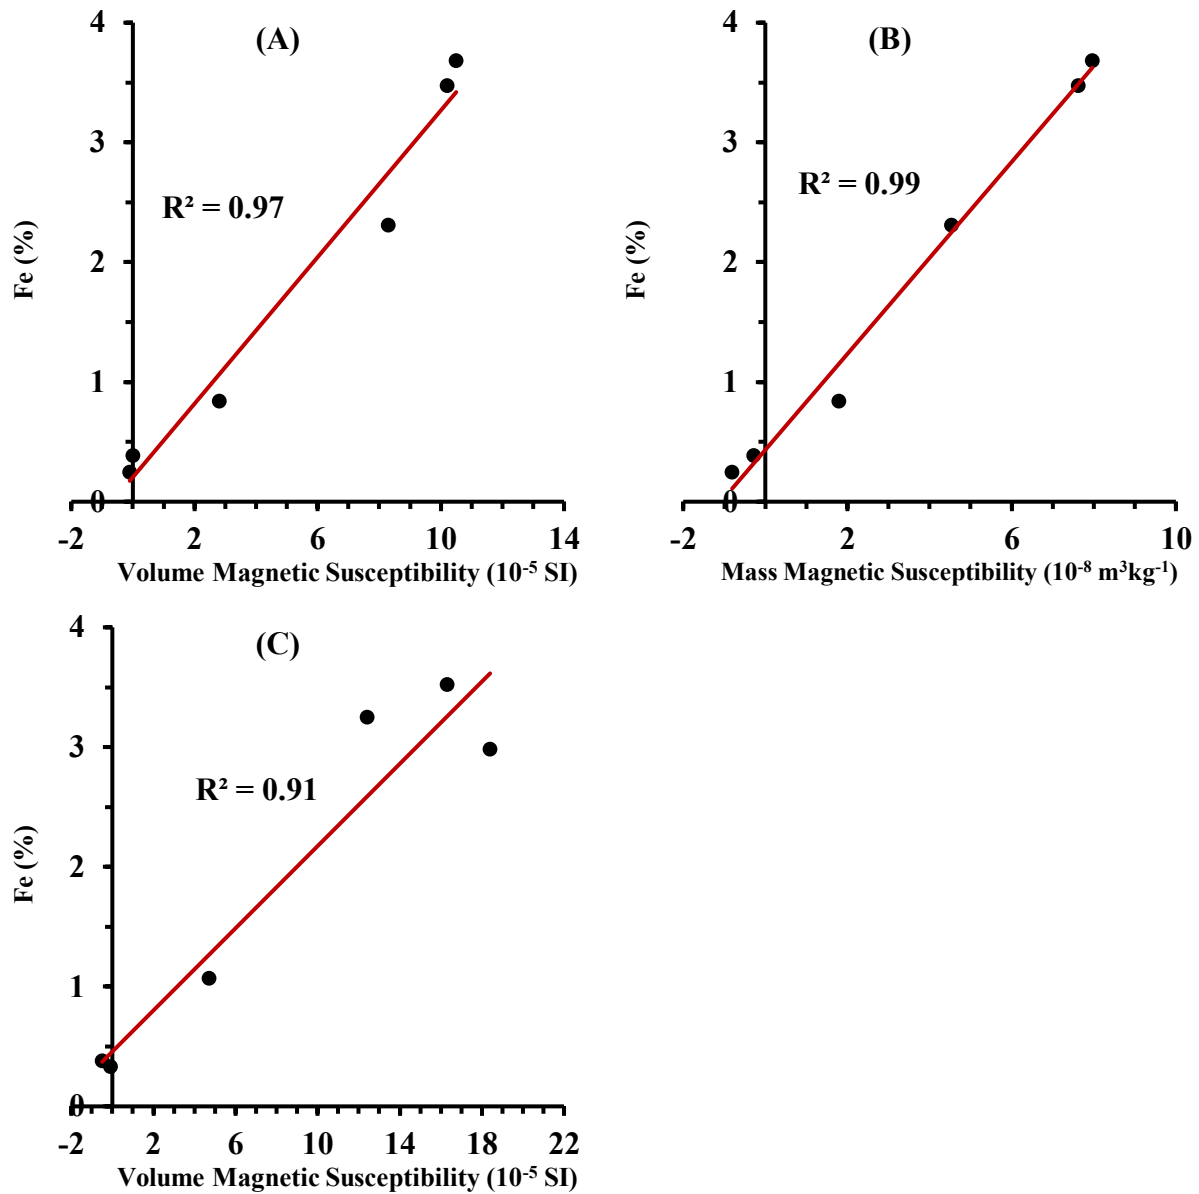 (A)
4
3
2
1
0
Fe (%)
R² = 0.97
-2 2 6 10 14
Volume Magnetic Susceptibility (10⁻⁵ SI)
(B)
4
3
2
1
0
Fe (%)
R² = 0.99
-2 2 6 10
Mass Magnetic Susceptibility (10⁻⁸ m³kg⁻¹)
(C)
4
3
2
1
0
Fe (%)
R² = 0.91
-2 2 6 10 14 18 22
Volume Magnetic Susceptibility (10⁻⁵ SI)